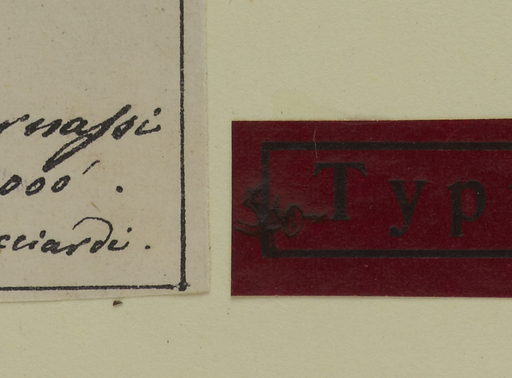 rnassi
000'.
cciardi.
Typ